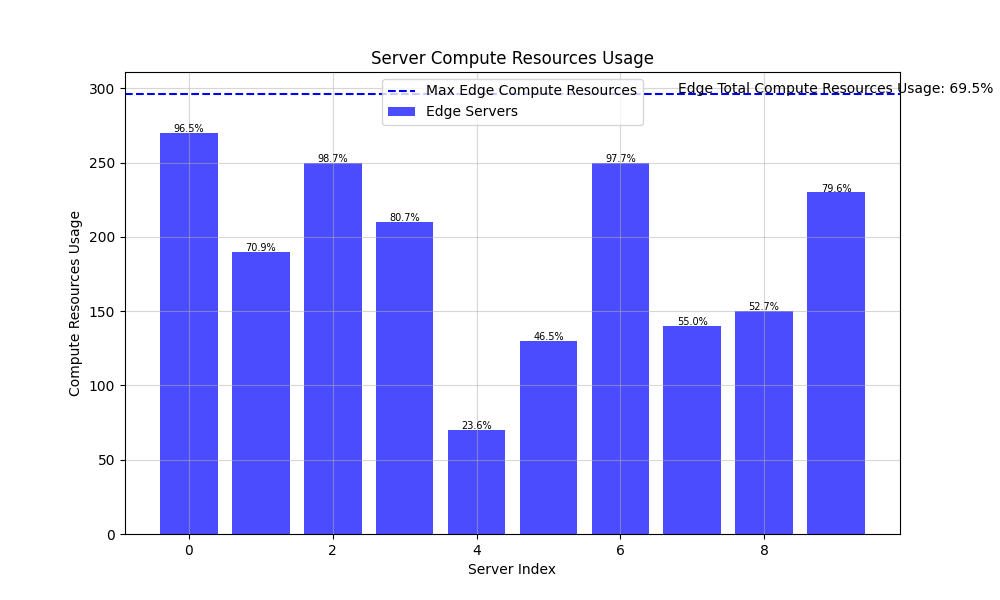 Server Compute Resources Usage
Max Edge Compute Resources
Edge Servers
Edge Total Compute Resources Usage: 69.5%
300
250
200
150
100
50
0
Compute Resources Usage
96.5%
70.9%
98.7%
80.7%
23.6%
46.5%
97.7%
55.0%
52.7%
79.6%
0 2 4 6 8
Server Index